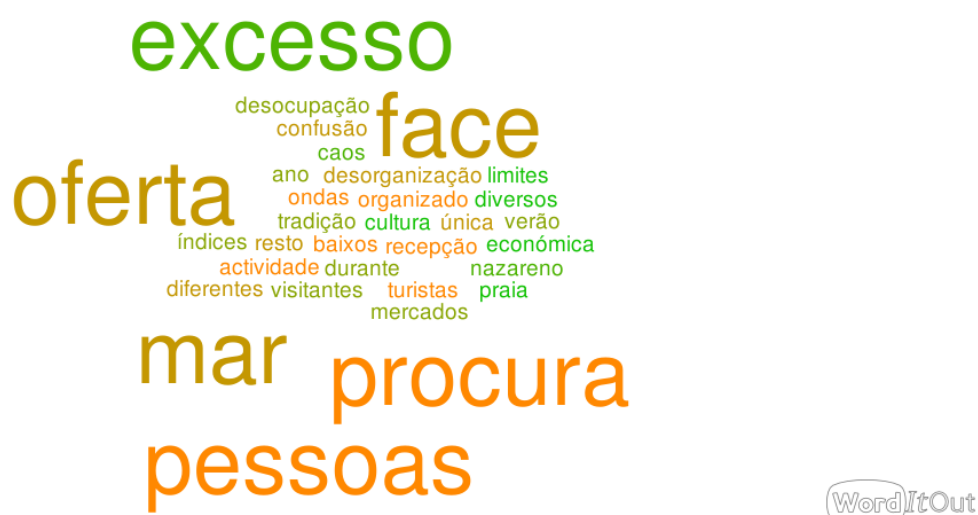 excesso
desocupação
face
confusão
caos
oferta
ano desorganização limites
ondas organizado diversos
tradição cultura única verão
índices resto baixos recepção económica
actividade durante nazareno
diferentes visitantes turistas praia
mercados
mar
procura
pessoas
WordItOut